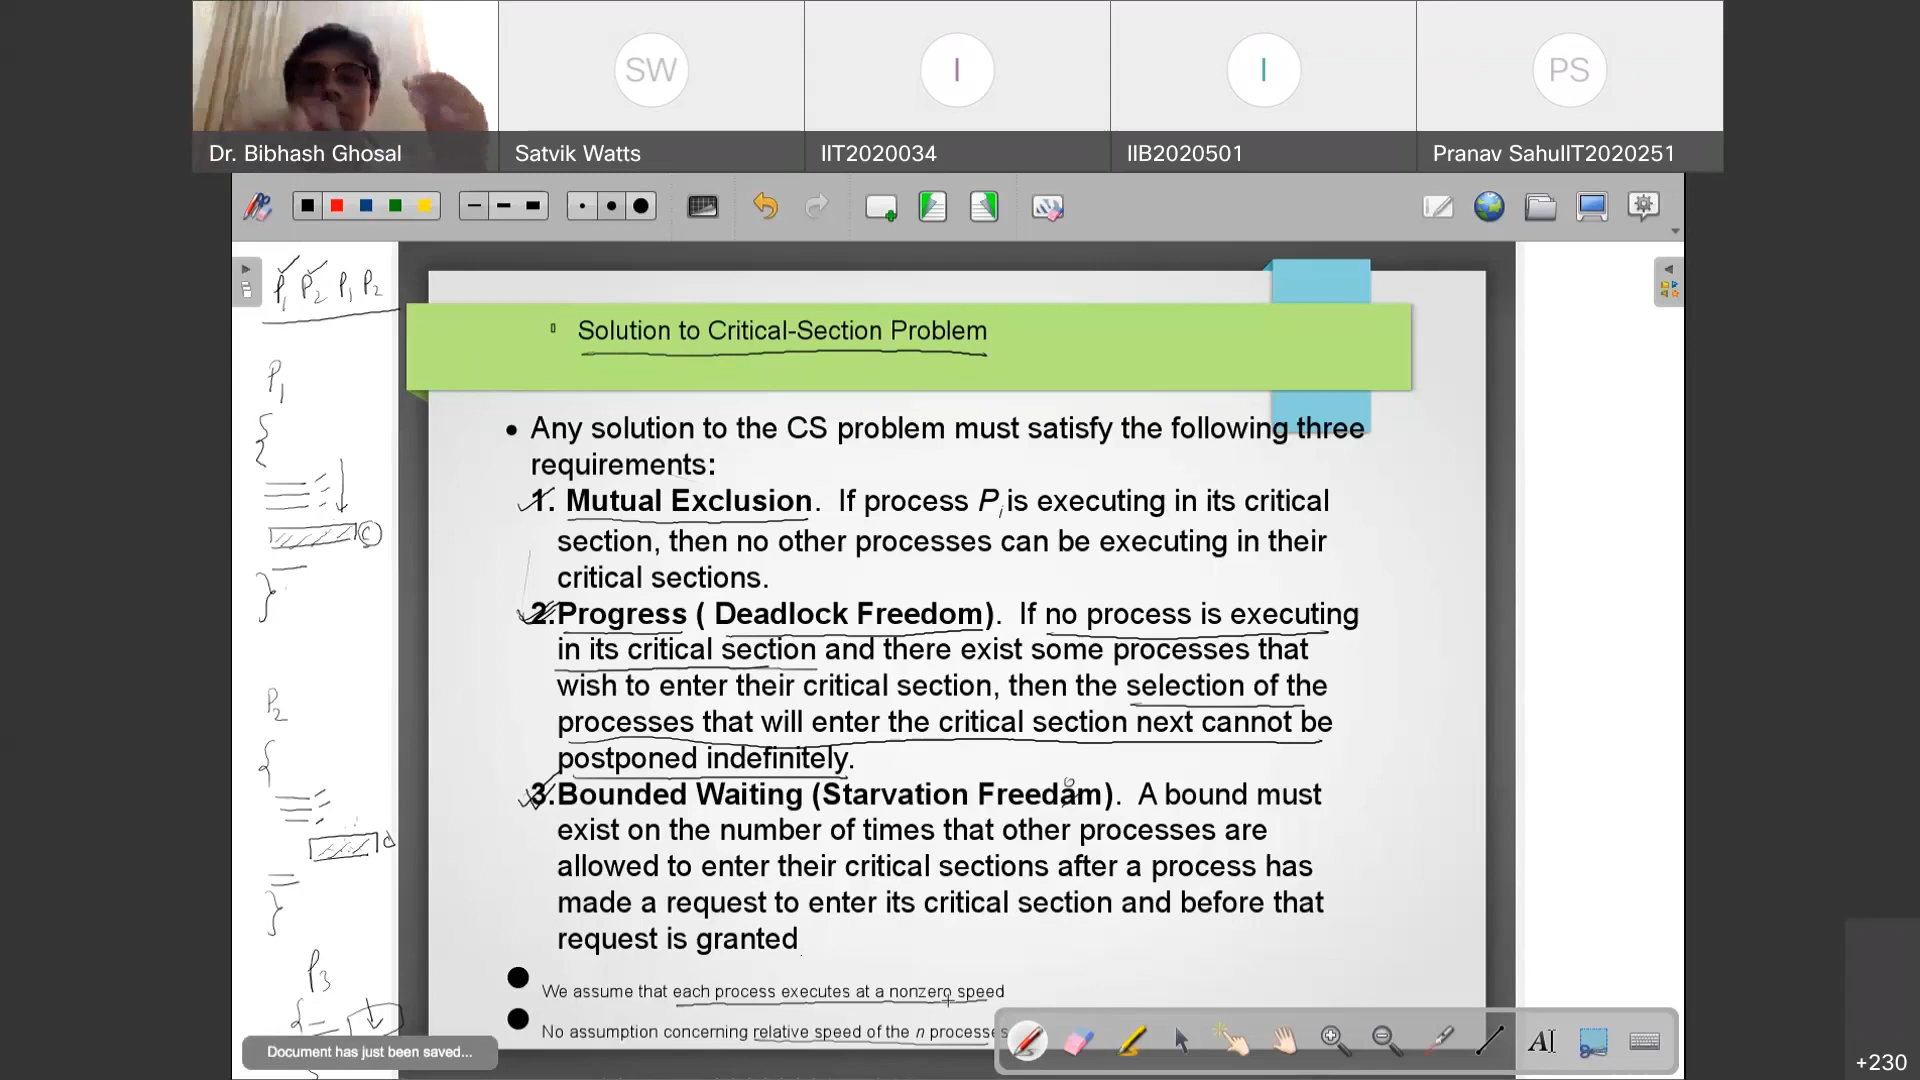 SW
I
I
PS
Dr. Bibhash Ghosal
Satvik Watts
IIT2020034
IIB2020501
Pranav SahuIIT2020251
P1 P2 P1 P2
Solution to Critical-Section Problem
P1
{
• Any solution to the CS problem must satisfy the following three
requirements:
1. Mutual Exclusion. If process Pi is executing in its critical
section, then no other processes can be executing in their
critical sections.
}
2.Progress ( Deadlock Freedom). If no process is executing
in its critical section and there exist some processes that
wish to enter their critical section, then the selection of the
processes that will enter the critical section next cannot be
postponed indefinitely.
P2
{
3.Bounded Waiting (Starvation Freedam). A bound must
o
exist on the number of times that other processes are
allowed to enter their critical sections after a process has
made a request to enter its critical section and before that
request is granted
}
P3
{
● We assume that each process executes at a nonzero speed
● No assumption concerning relative speed of the n processes
Document has just been saved...
AI
+230